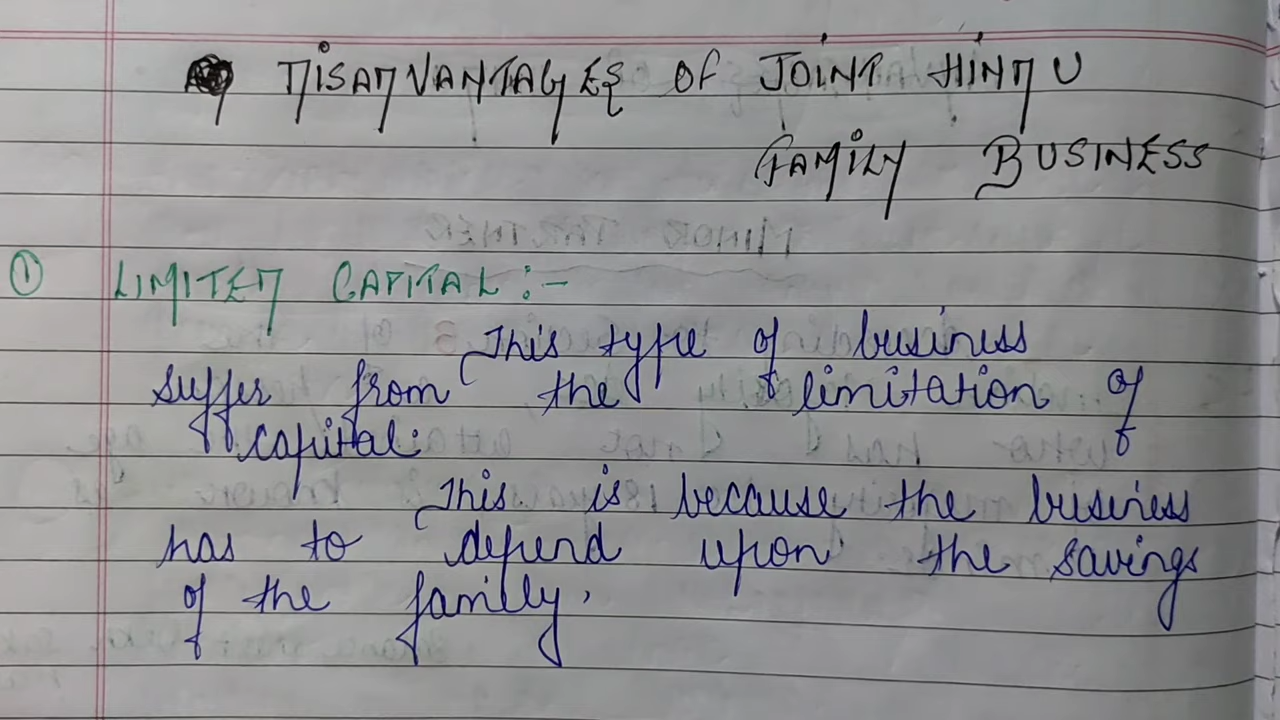 DISADVANTAGES OF JOINT HINDU
FAMILY BUSINESS
① LIMITED CAPITAL :-
This type of business
suffer from the limitation of
capital.
This is because the business
has to depend upon the savings
of the family.